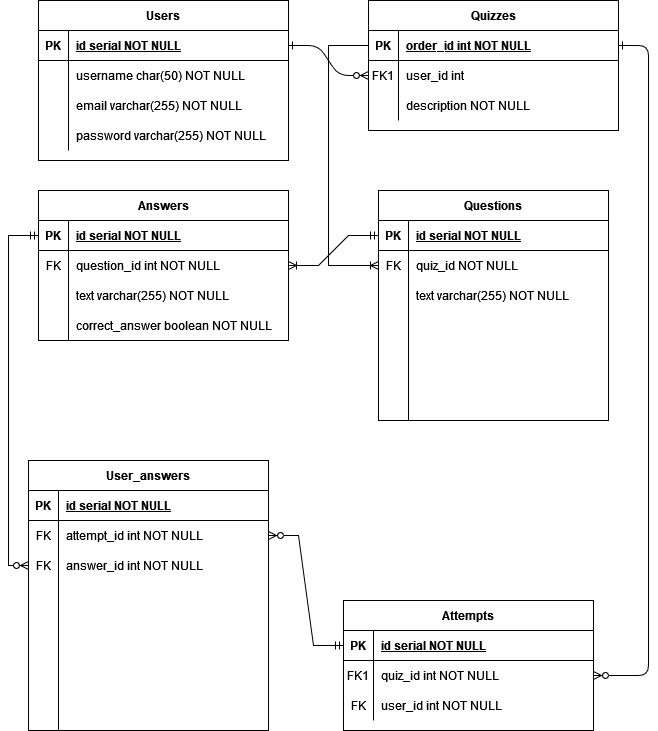 Users
PK id serial NOT NULL
username char(50) NOT NULL
email varchar(255) NOT NULL
password varchar(255) NOT NULL
Quizzes
PK order_id int NOT NULL
FK1 user_id int
description NOT NULL
Answers
PK id serial NOT NULL
FK question_id int NOT NULL
text varchar(255) NOT NULL
correct_answer boolean NOT NULL
Questions
PK id serial NOT NULL
FK quiz_id NOT NULL
text varchar(255) NOT NULL
User_answers
PK id serial NOT NULL
FK attempt_id int NOT NULL
FK answer_id int NOT NULL
Attempts
PK id serial NOT NULL
FK1 quiz_id int NOT NULL
FK user_id int NOT NULL